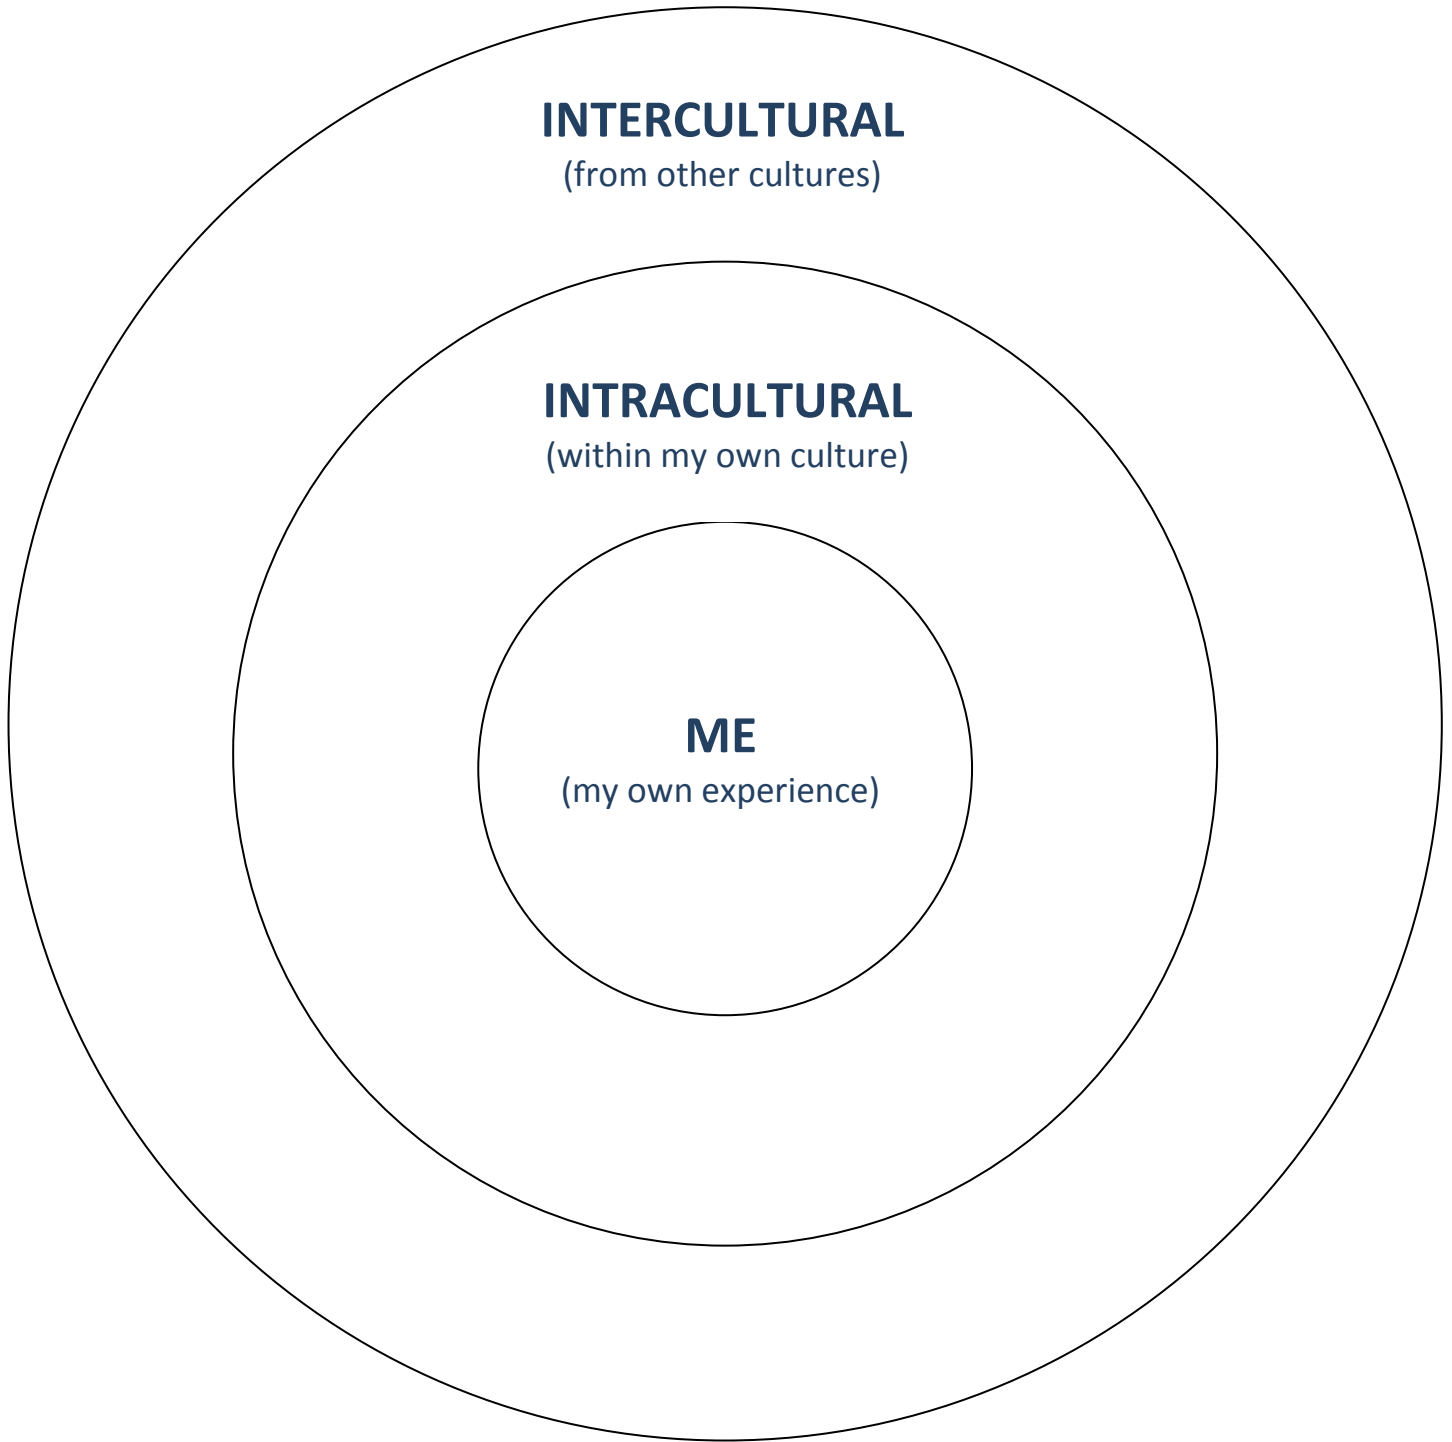 INTERCULTURAL
(from other cultures)
INTRACULTURAL
(within my own culture)
ME
(my own experience)